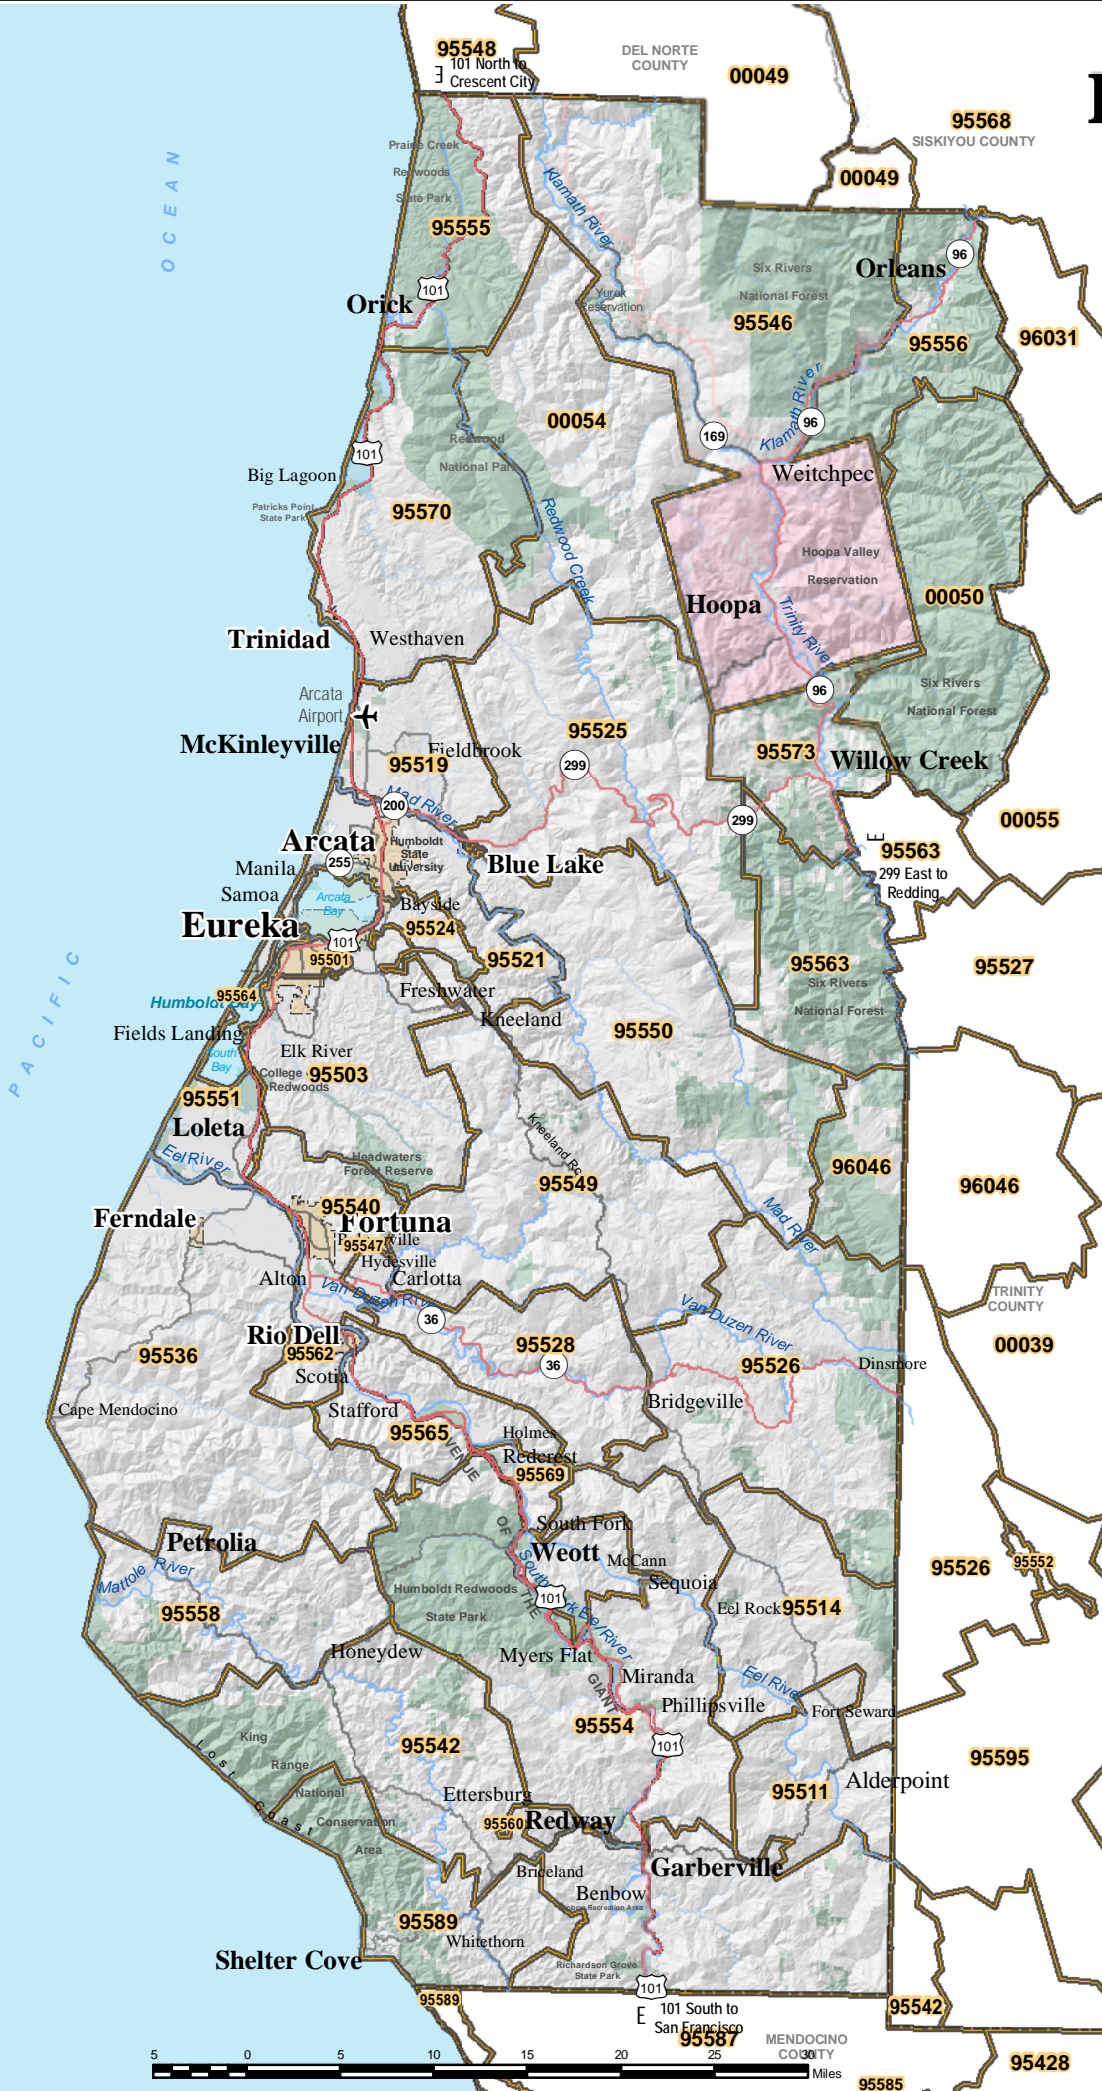 95548
101 North to
Crescent City
DEL NORTE
COUNTY
00049
95568
SISKIYOU COUNTY
00049
OCEAN
Prairie Creek
Redwoods
State Park
95555
Klamath River
101
Orick
Yurok
Reservation
Six Rivers
National Forest
95546
Orleans
96
95556
96031
00054
169
Klamath River
96
Redwood
National Park
101
Big Lagoon
Patricks Point
State Park
95570
Weitchpec
Redwood Creek
Hoopa Valley
Reservation
Hoopa
Trinity River
00050
Trinidad
Westhaven
96
Six Rivers
National Forest
Arcata
Airport
McKinleyville
95519
Fieldbrook
95525
299
95573
Willow Creek
200
Mad River
299
00055
Arcata
255
Humboldt
State
University
Blue Lake
95563
299 East to
Redding
Manila
Samoa
Arcata
Bay
Bayside
95524
Eureka
101
95501
95521
95563
Six Rivers
National Forest
95527
PACIFIC
95564
Humboldt Bay
Freshwater
Kneeland
95550
Fields Landing
South
Bay
Elk River
95503
College
Redwoods
95551
Loleta
Eel River
Kneeland Rd
Headwaters
Forest Reserve
95549
96046
96046
Mad River
Ferndale
95540
Fortuna
95547
Hydesville
Alton
Carlotta
Van Duzen River
36
TRINITY
COUNTY
00039
Van Duzen River
Rio Dell
95562
95536
95528
36
95526
Dinsmore
Scotia
Cape Mendocino
Stafford
Bridgeville
95565
Holmes
Redcrest
95569
AVENUE
OF
THE
GIANT
South Fork
Petrolia
Weott
McCann
95526
95552
Mattole River
Sequoia
95558
Humboldt Redwoods
State Park
101
South Fork Eel River
Eel Rock
95514
Honeydew
Myers Flat
Miranda
Eel River
Phillipsville
Fort Seward
95554
King
Range
National
Conservation
Area
Lost
Coast
95542
101
95595
Alderpoint
95511
Ettersburg
95560
Redway
Garberville
Briceland
Benbow
Benbow Recreation Area
95589
Whitethorn
Shelter Cove
Richardson Grove
State Park
101
95589
101 South to
San Francisco
95542
95587
MENDOCINO
COUNTY
95428
95585
5 0 5 10 15 20 25 30
Miles